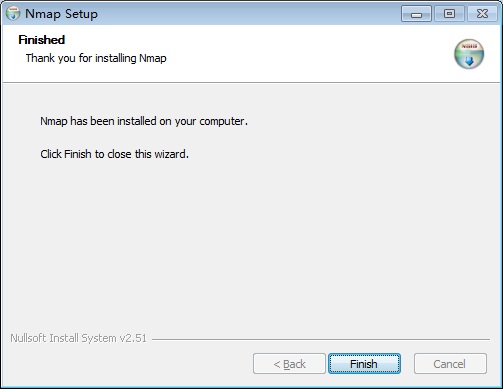 Nmap Setup
Finished
Thank you for installing Nmap
Nmap has been installed on your computer.
Click Finish to close this wizard.
Nullsoft Install System v2.51
< Back
Finish
Cancel